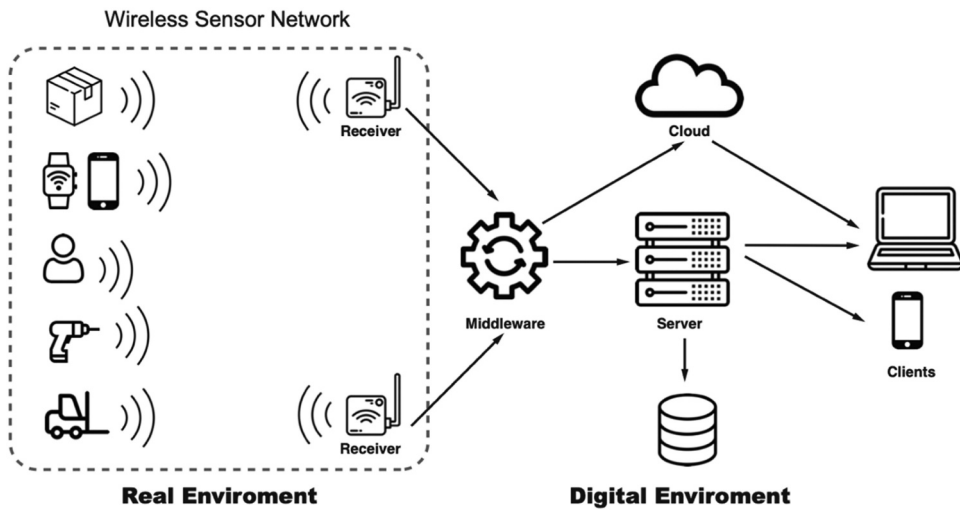 Wireless Sensor Network
Receiver
Cloud
Middleware
Server
Clients
Receiver
Real Enviroment
Digital Enviroment